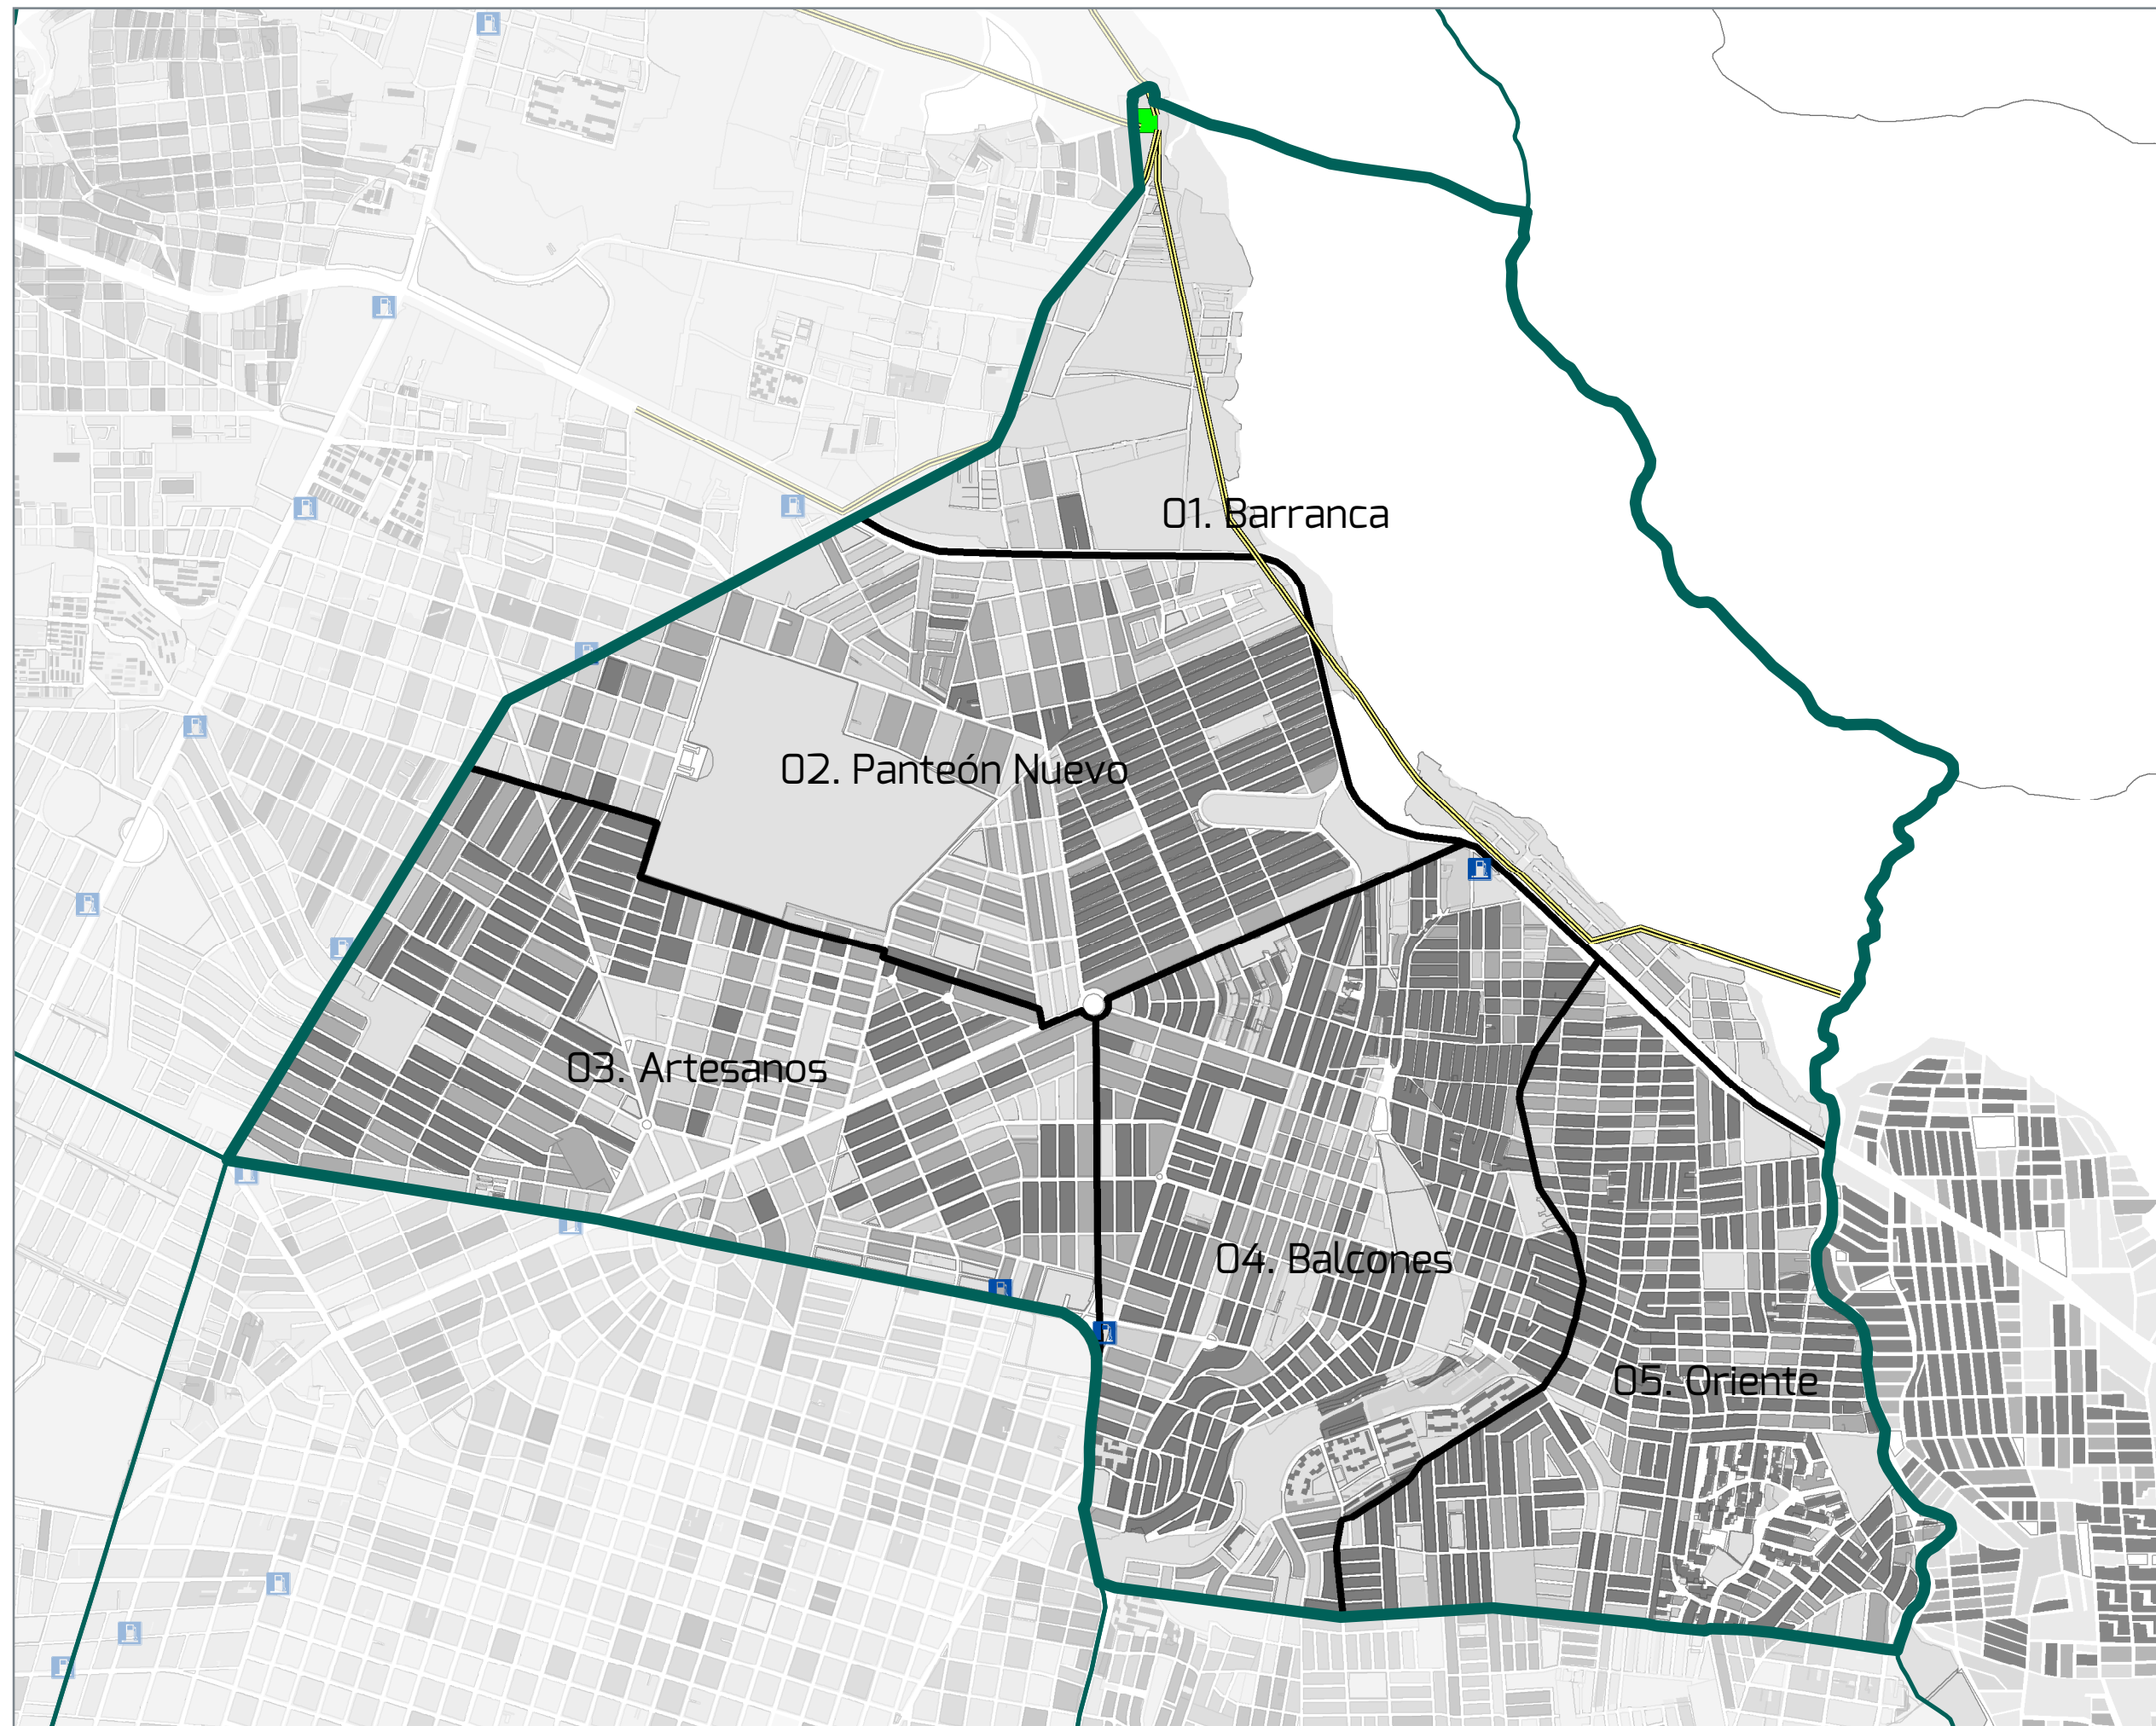 01. Barranca
02. Panteón Nuevo
03. Artesanos
04. Balcones
05. Oriente